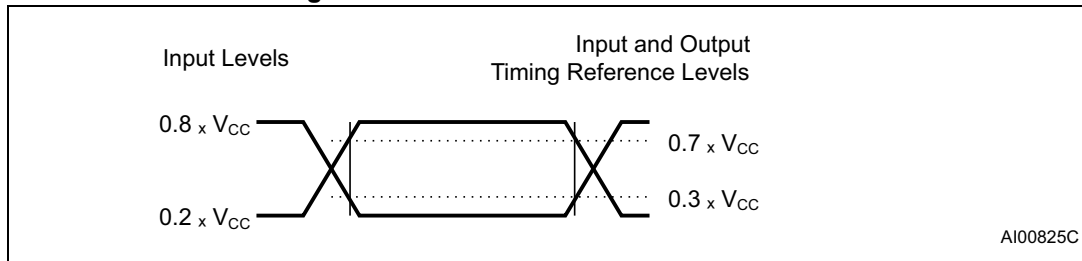 Input Levels
Input and Output
Timing Reference Levels
0.8 x VCC
0.7 x VCC
0.3 x VCC
0.2 x VCC
AI00825C